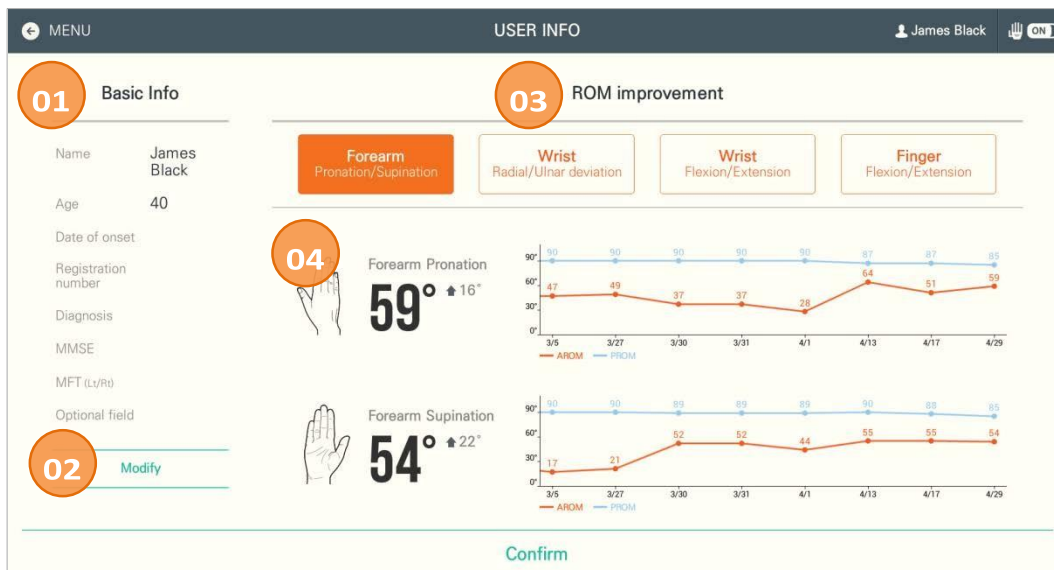 MENU
USER INFO
James Black
ON
01
Basic Info
03
ROM improvement
Name
James
Black
Age
40
Date of onset
Registration
number
Diagnosis
MMSE
MFT (Lt/Rt)
Optional field
02
Modify
Forearm
Pronation/Supination
Wrist
Radial/Ulnar deviation
Wrist
Flexion/Extension
Finger
Flexion/Extension
04
Forearm Pronation
59° 16°
90° 60° 30° 0°
90 90 90 90 90 87 87 85
47 49 37 37 28 64 51 59
3/5 3/27 3/30 3/31 4/1 4/13 4/17 4/29
AROM PROM
Forearm Supination
54° 22°
90° 60° 30° 0°
90 90 89 89 89 90 88 85
17 21 52 52 44 55 55 54
3/5 3/27 3/30 3/31 4/1 4/13 4/17 4/29
AROM PROM
Confirm